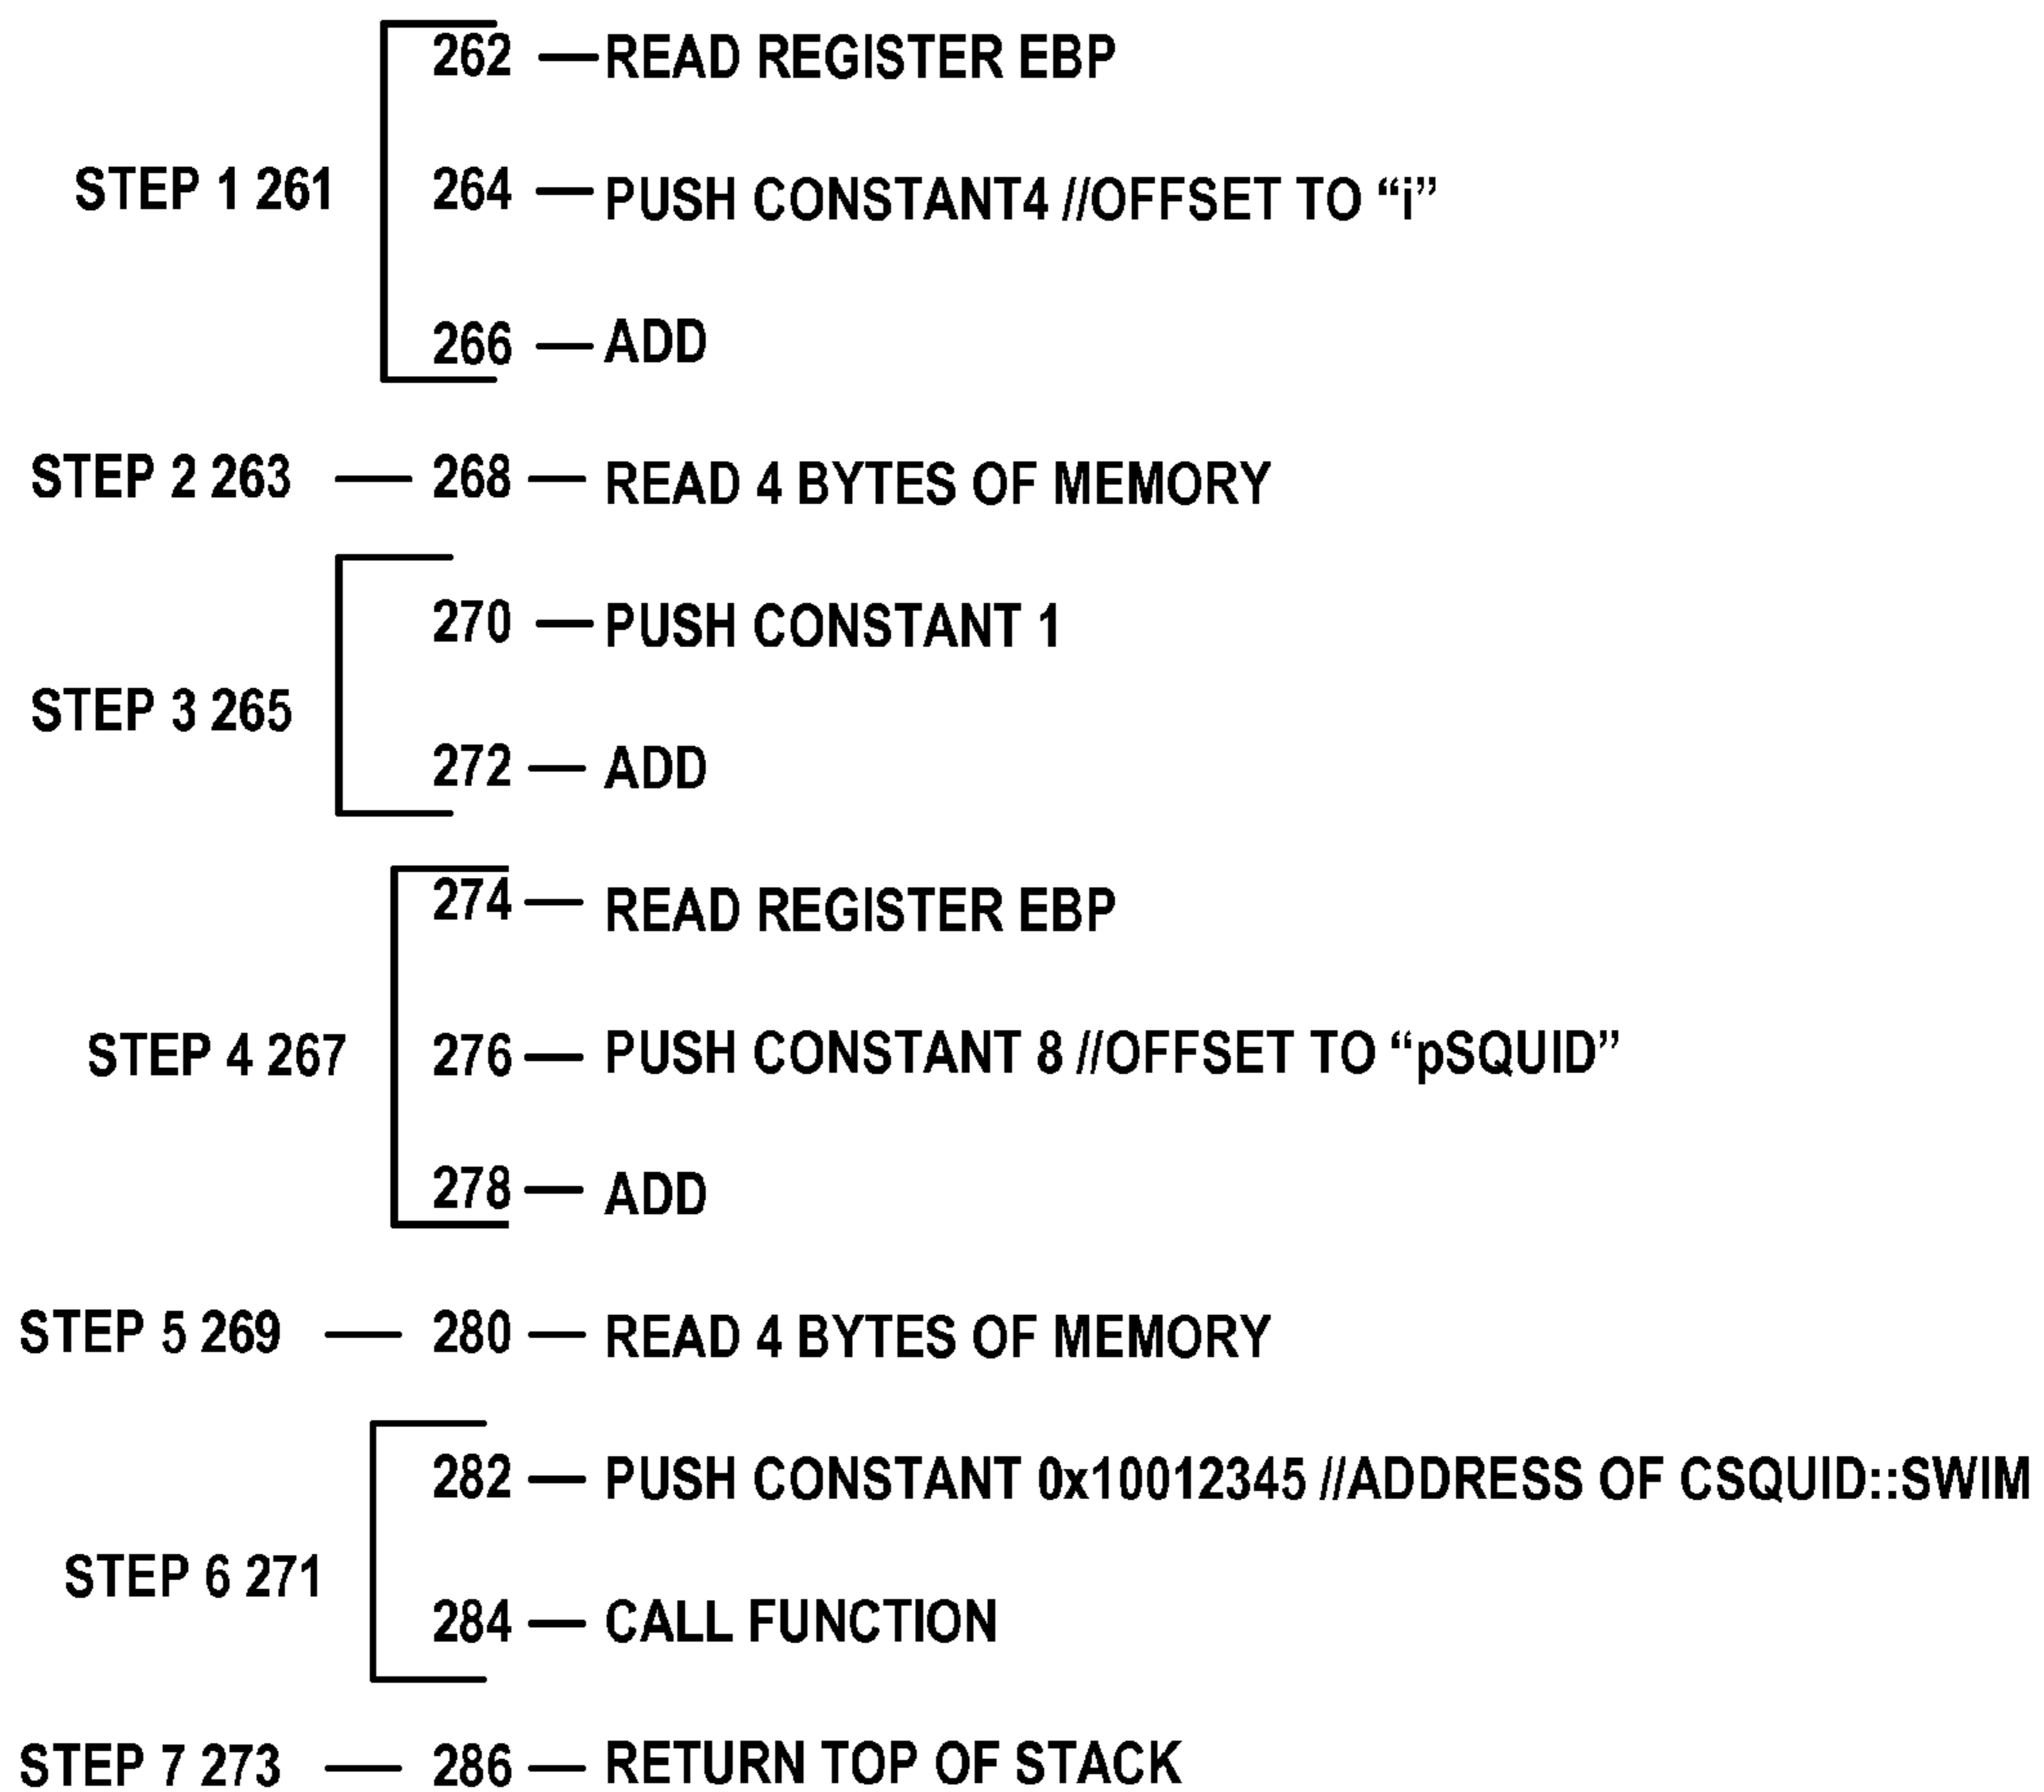 262 — READ REGISTER EBP
STEP 1 261 264 — PUSH CONSTANT4 //OFFSET TO “i”
266 — ADD
STEP 2 263 — 268 — READ 4 BYTES OF MEMORY
270 — PUSH CONSTANT 1
STEP 3 265
272 — ADD
274 — READ REGISTER EBP
STEP 4 267 276 — PUSH CONSTANT 8 //OFFSET TO “pSQUID”
278 — ADD
STEP 5 269 — 280 — READ 4 BYTES OF MEMORY
282 — PUSH CONSTANT 0x10012345 //ADDRESS OF CSQUID::SWIM
STEP 6 271
284 — CALL FUNCTION
STEP 7 273 — 286 — RETURN TOP OF STACK